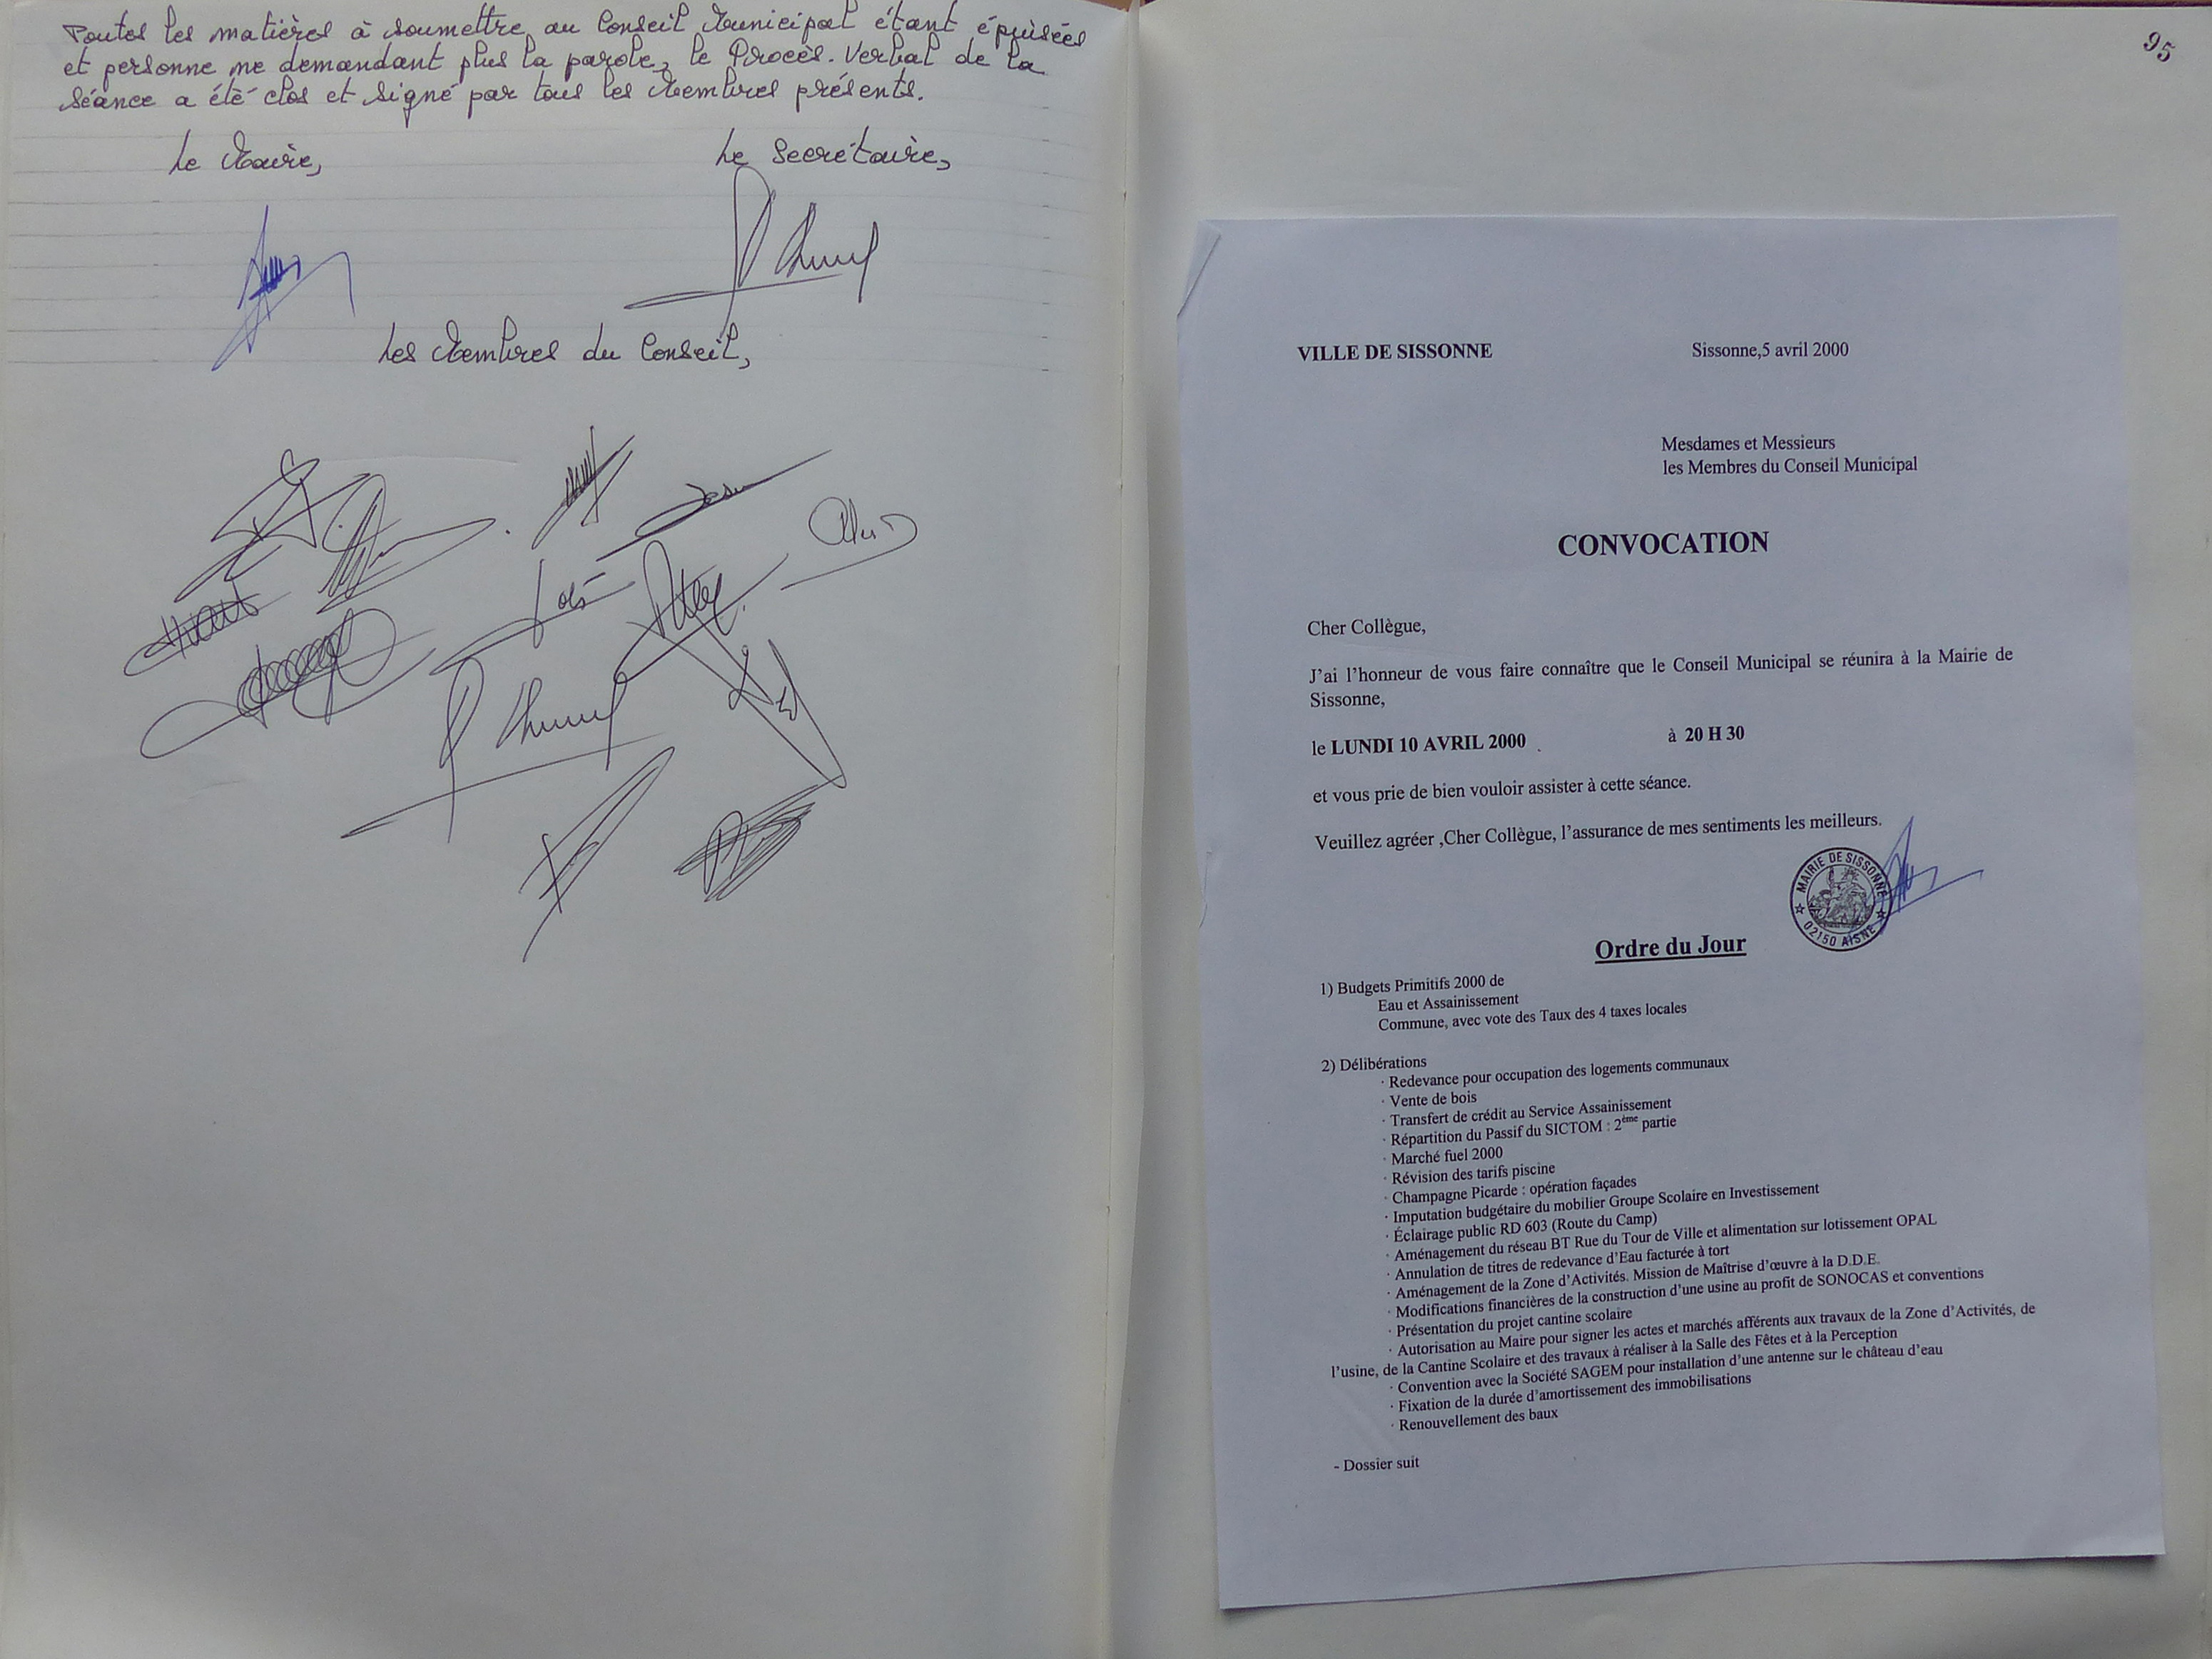 Toutes les matières à soumettre au Conseil Municipal étant épuisées
et personne ne demandant plus la parole, le Procès-Verbal de la
Séance a été clos et signé par tous les Membres présents.
Le Maire,
Le Secrétaire,
Les Membres du Conseil,
95
VILLE DE SISSONNE
Sissonne,5 avril 2000
Mesdames et Messieurs
les Membres du Conseil Municipal
CONVOCATION
Cher Collègue,
J'ai l'honneur de vous faire connaître que le Conseil Municipal se réunira à la Mairie de
Sissonne,
le LUNDI 10 AVRIL 2000 à 20 H 30
et vous prie de bien vouloir assister à cette séance.
Veuillez agréer ,Cher Collègue, l'assurance de mes sentiments les meilleurs.
MAIRIE DE SISSONNE
02150 AISNE
Ordre du Jour
1) Budgets Primitifs 2000 de
Eau et Assainissement
Commune, avec vote des Taux des 4 taxes locales
2) Délibérations
· Redevance pour occupation des logements communaux
· Vente de bois
· Transfert de crédit au Service Assainissement
· Répartition du Passif du SICTOM : 2ème partie
· Marché fuel 2000
· Révision des tarifs piscine
· Champagne Picarde : opération façades
· Imputation budgétaire du mobilier Groupe Scolaire en Investissement
· Éclairage public RD 603 (Route du Camp)
· Aménagement du réseau BT Rue du Tour de Ville et alimentation sur lotissement OPAL
· Annulation de titres de redevance d'Eau facturée à tort
· Aménagement de la Zone d'Activités. Mission de Maîtrise d'œuvre à la D.D.E.
· Modifications financières de la construction d'une usine au profit de SONOCAS et conventions
· Présentation du projet cantine scolaire
· Autorisation au Maire pour signer les actes et marchés afférents aux travaux de la Zone d'Activités, de
l'usine, de la Cantine Scolaire et des travaux à réaliser à la Salle des Fêtes et à la Perception
· Convention avec la Société SAGEM pour installation d'une antenne sur le château d'eau
· Fixation de la durée d'amortissement des immobilisations
· Renouvellement des baux
- Dossier suit